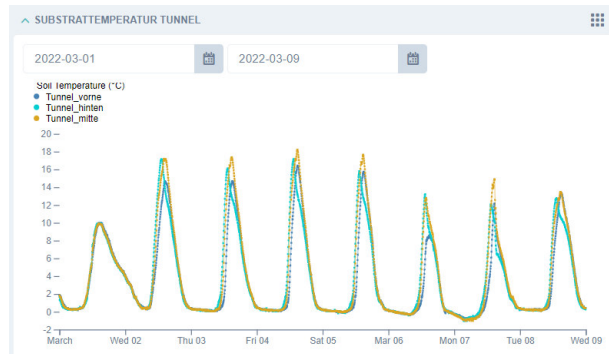 SUBSTRATTEMPERATUR TUNNEL
2022-03-01 2022-03-09
Soil Temperature (°C)
Tunnel_vorne
Tunnel_hinten
Tunnel_mitte
20
18
16
14
12
10
8
6
4
2
0
-2
March Wed 02 Thu 03 Fri 04 Sat 05 Mar 06 Mon 07 Tue 08 Wed 09